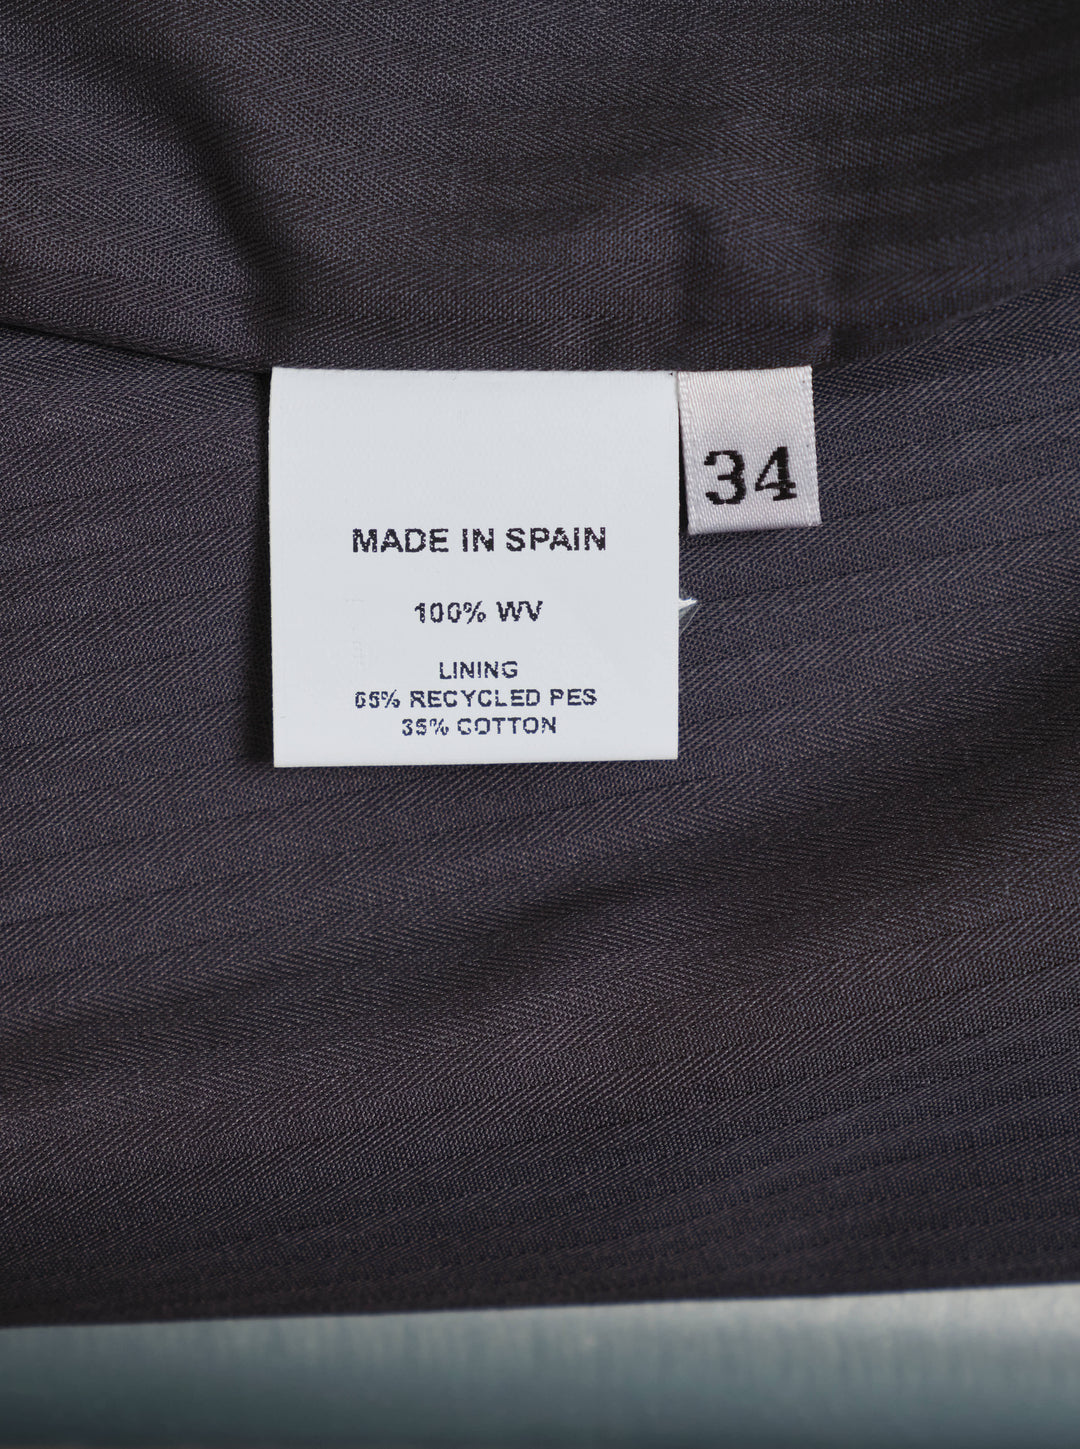 34
MADE IN SPAIN
100% WV
LINING
65% RECYCLED PES
35% COTTON